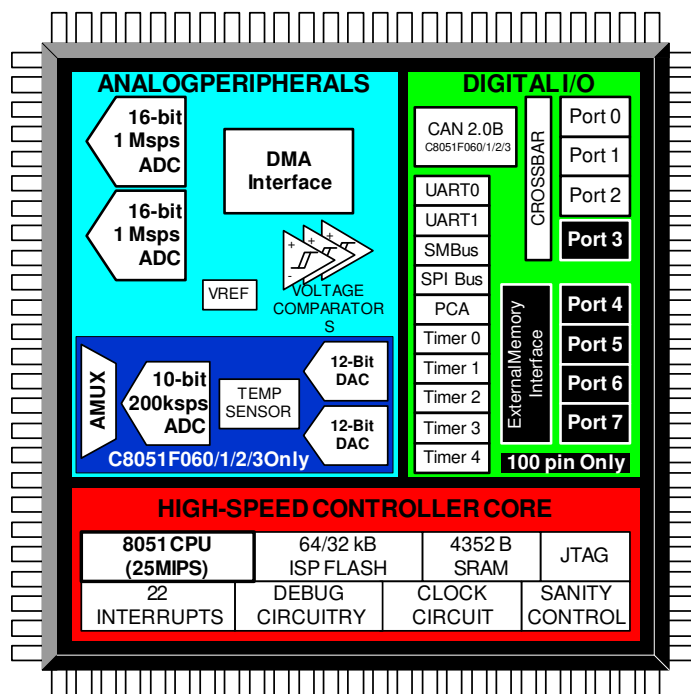 ANALOGPERIPHERALS
16-bit
1 Msps
ADC
16-bit
1 Msps
ADC
DMA
Interface
+
-
+
+
VREF
VOLTAGE
COMPARATOR
S
AMUX
10-bit
200ksps
ADC
TEMP
SENSOR
12-Bit
DAC
12-Bit
DAC
C8051F060/1/2/3Only
DIGITAL I/O
CAN 2.0B
C8051F060/1/2/3
UART0
UART1
SMBus
SPI Bus
PCA
Timer 0
Timer 1
Timer 2
Timer 3
Timer 4
CROSSBAR
Port 0
Port 1
Port 2
Port 3
ExternalMemory
Interface
Port 4
Port 5
Port 6
Port 7
100 pin Only
HIGH-SPEED CONTROLLER CORE
8051 CPU
(25MIPS)
64/32 kB
ISP FLASH
4352 B
SRAM
JTAG
22
INTERRUPTS
DEBUG
CIRCUITRY
CLOCK
CIRCUIT
SANITY
CONTROL